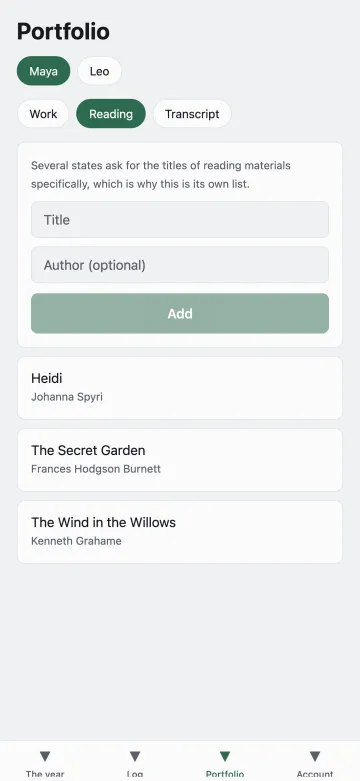 Portfolio
Maya
Leo
Work
Reading
Transcript
Several states ask for the titles of reading materials
specifically, which is why this is its own list.
Title
Author (optional)
Add
Heidi
Johanna Spyri
The Secret Garden
Frances Hodgson Burnett
The Wind in the Willows
Kenneth Grahame
The year
Log
Portfolio
Account